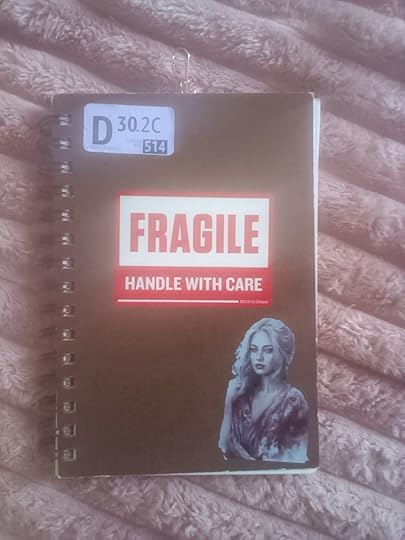 D 30.2C
514
FRAGILE
HANDLE WITH CARE